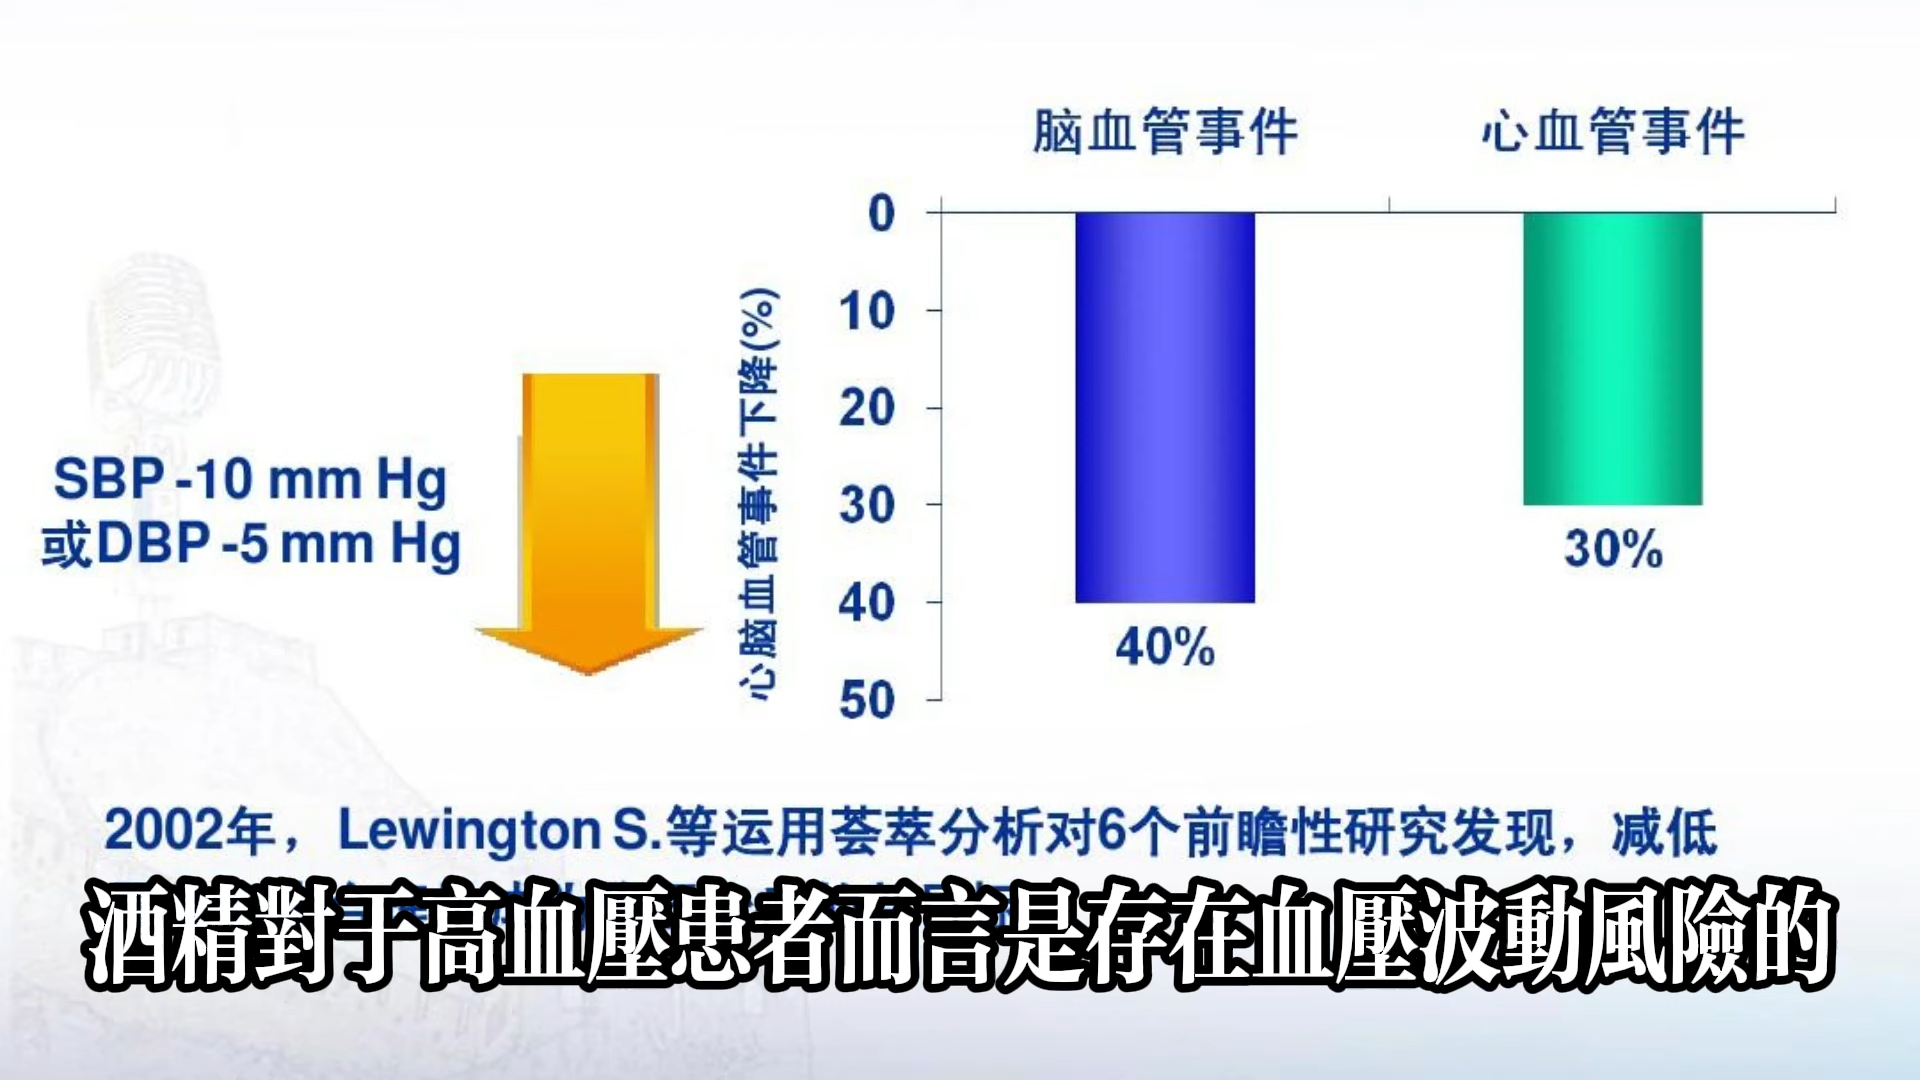 脑血管事件
心血管事件
0
10
20
30
40
50
心脑血管事件下降(%)
SBP -10 mm Hg
或DBP -5 mm Hg
40%
30%
2002年，Lewington S.等运用荟萃分析对6个前瞻性研究发现，减低
酒精對于高血壓患者而言是存在血壓波動風險的